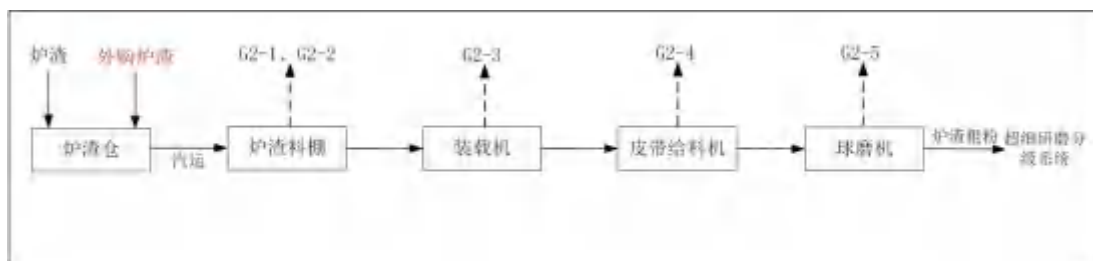 炉渣 外购炉渣 G2-1、G2-2 G2-3 G2-4 G2-5
炉渣仓 汽运 炉渣料棚 装载机 皮带给料机 球磨机 炉渣粗粉 超细研磨分
级系统